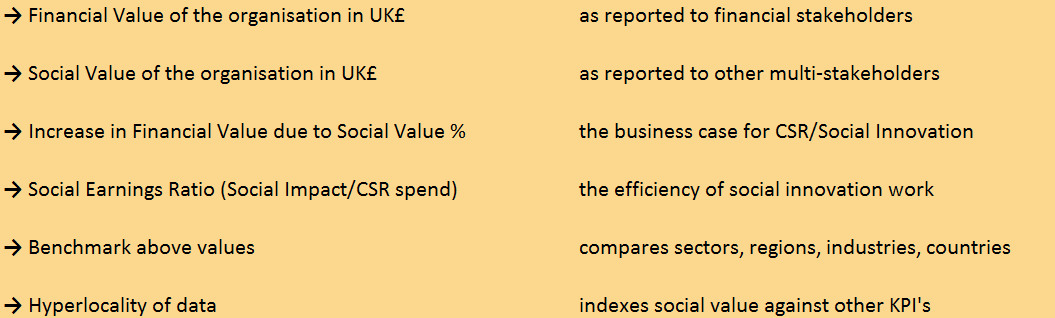 → Financial Value of the organisation in UK£ as reported to financial stakeholders
→ Social Value of the organisation in UK£ as reported to other multi-stakeholders
→ Increase in Financial Value due to Social Value % the business case for CSR/Social Innovation
→ Social Earnings Ratio (Social Impact/CSR spend) the efficiency of social innovation work
→ Benchmark above values compares sectors, regions, industries, countries
→ Hyperlocality of data indexes social value against other KPI's